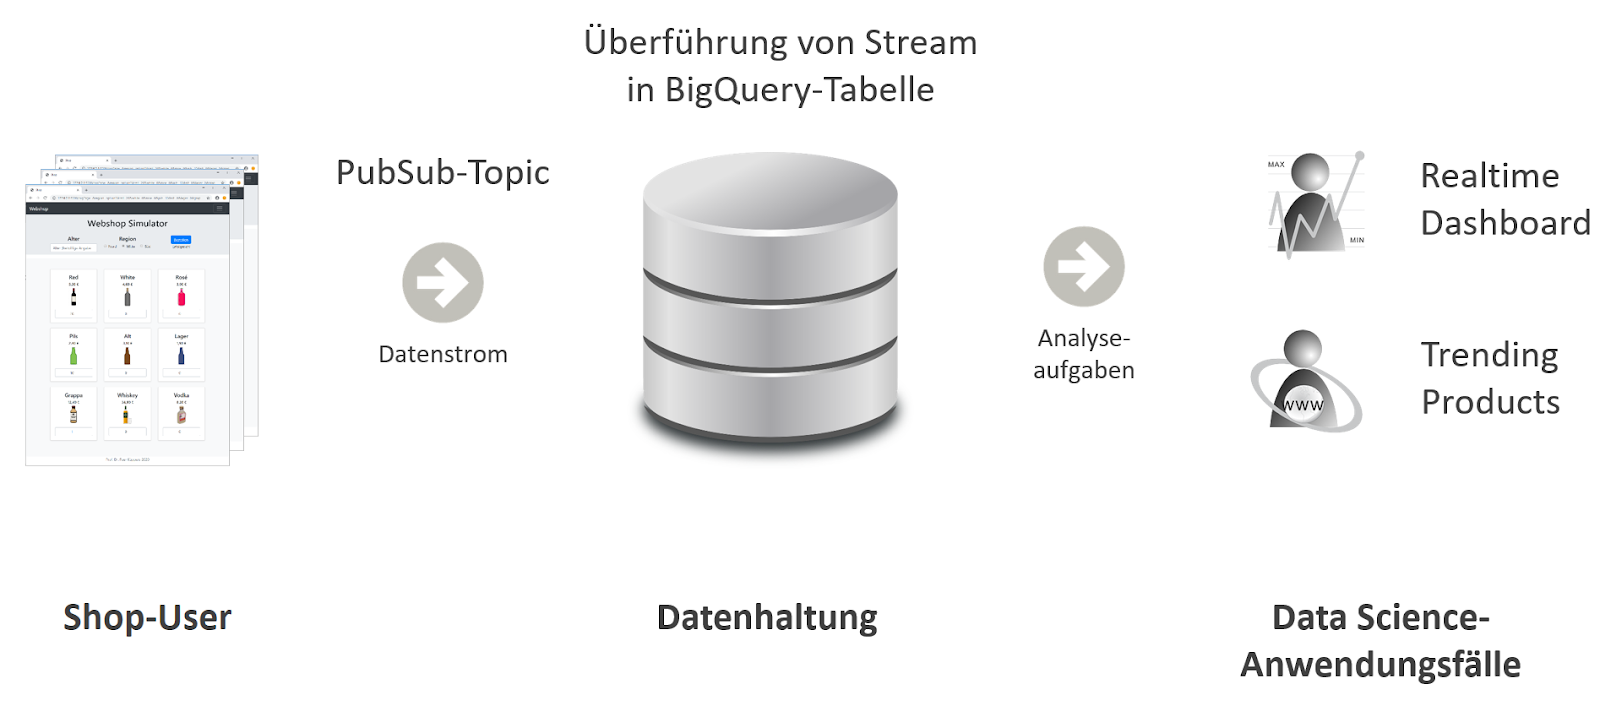 Überführung von Stream
in BigQuery-Tabelle
PubSub-Topic
Datenstrom
Webshop
Webshop Simulator
Alter
Region
Red
White
Rosé
Pils
Alt
Lager
Grappa
Whiskey
Vodka
Analyse-
aufgaben
MAX
MIN
Realtime
Dashboard
www
Trending
Products
Shop-User
Datenhaltung
Data Science-
Anwendungsfälle